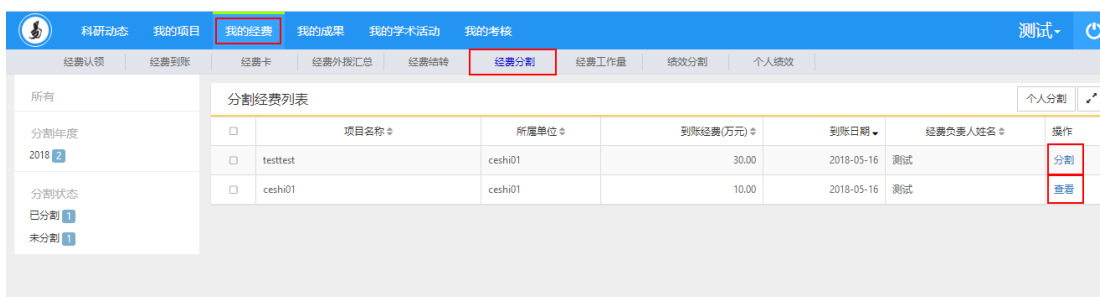 科研动态 我的项目 我的经费 我的成果 我的学术活动 我的考核 测试
经费认领 经费到账 经费卡 经费外拨汇总 经费结转 经费分割 经费工作量 绩效分割 个人绩效
所有
分割年度
2018 2
分割状态
已分割 1
未分割 1
分割经费列表 个人分割
项目名称 所属单位 到账经费(万元) 到账日期 经费负责人姓名 操作
testtest ceshi01 30.00 2018-05-16 测试 分割
ceshi01 ceshi01 10.00 2018-05-16 测试 查看